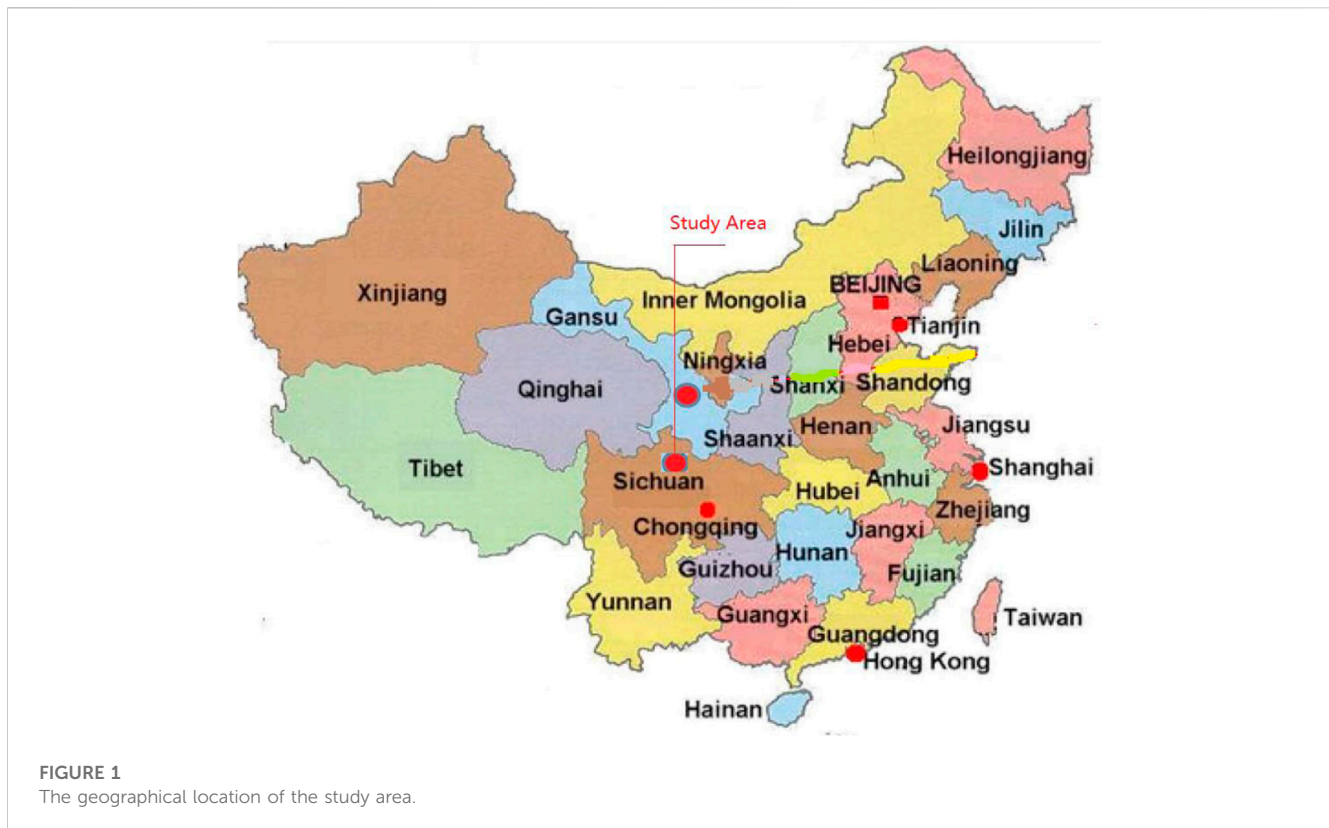 Heilongjiang
Study Area
Jilin
Liaoning
BEIJING
Xinjiang
Inner Mongolia
Gansu
Tianjin
Hebei
Ningxia
Qinghai
Shanxi
Shandong
Henan
Jiangsu
Shaanxi
Tibet
Shanghai
Sichuan
Hubei
Anhui
Zhejiang
Chongqing
Jiangxi
Hunan
Guizhou
Fujian
Yunnan
Guangxi
Taiwan
Guangdong
Hong Kong
Hainan
FIGURE 1
The geographical location of the study area.